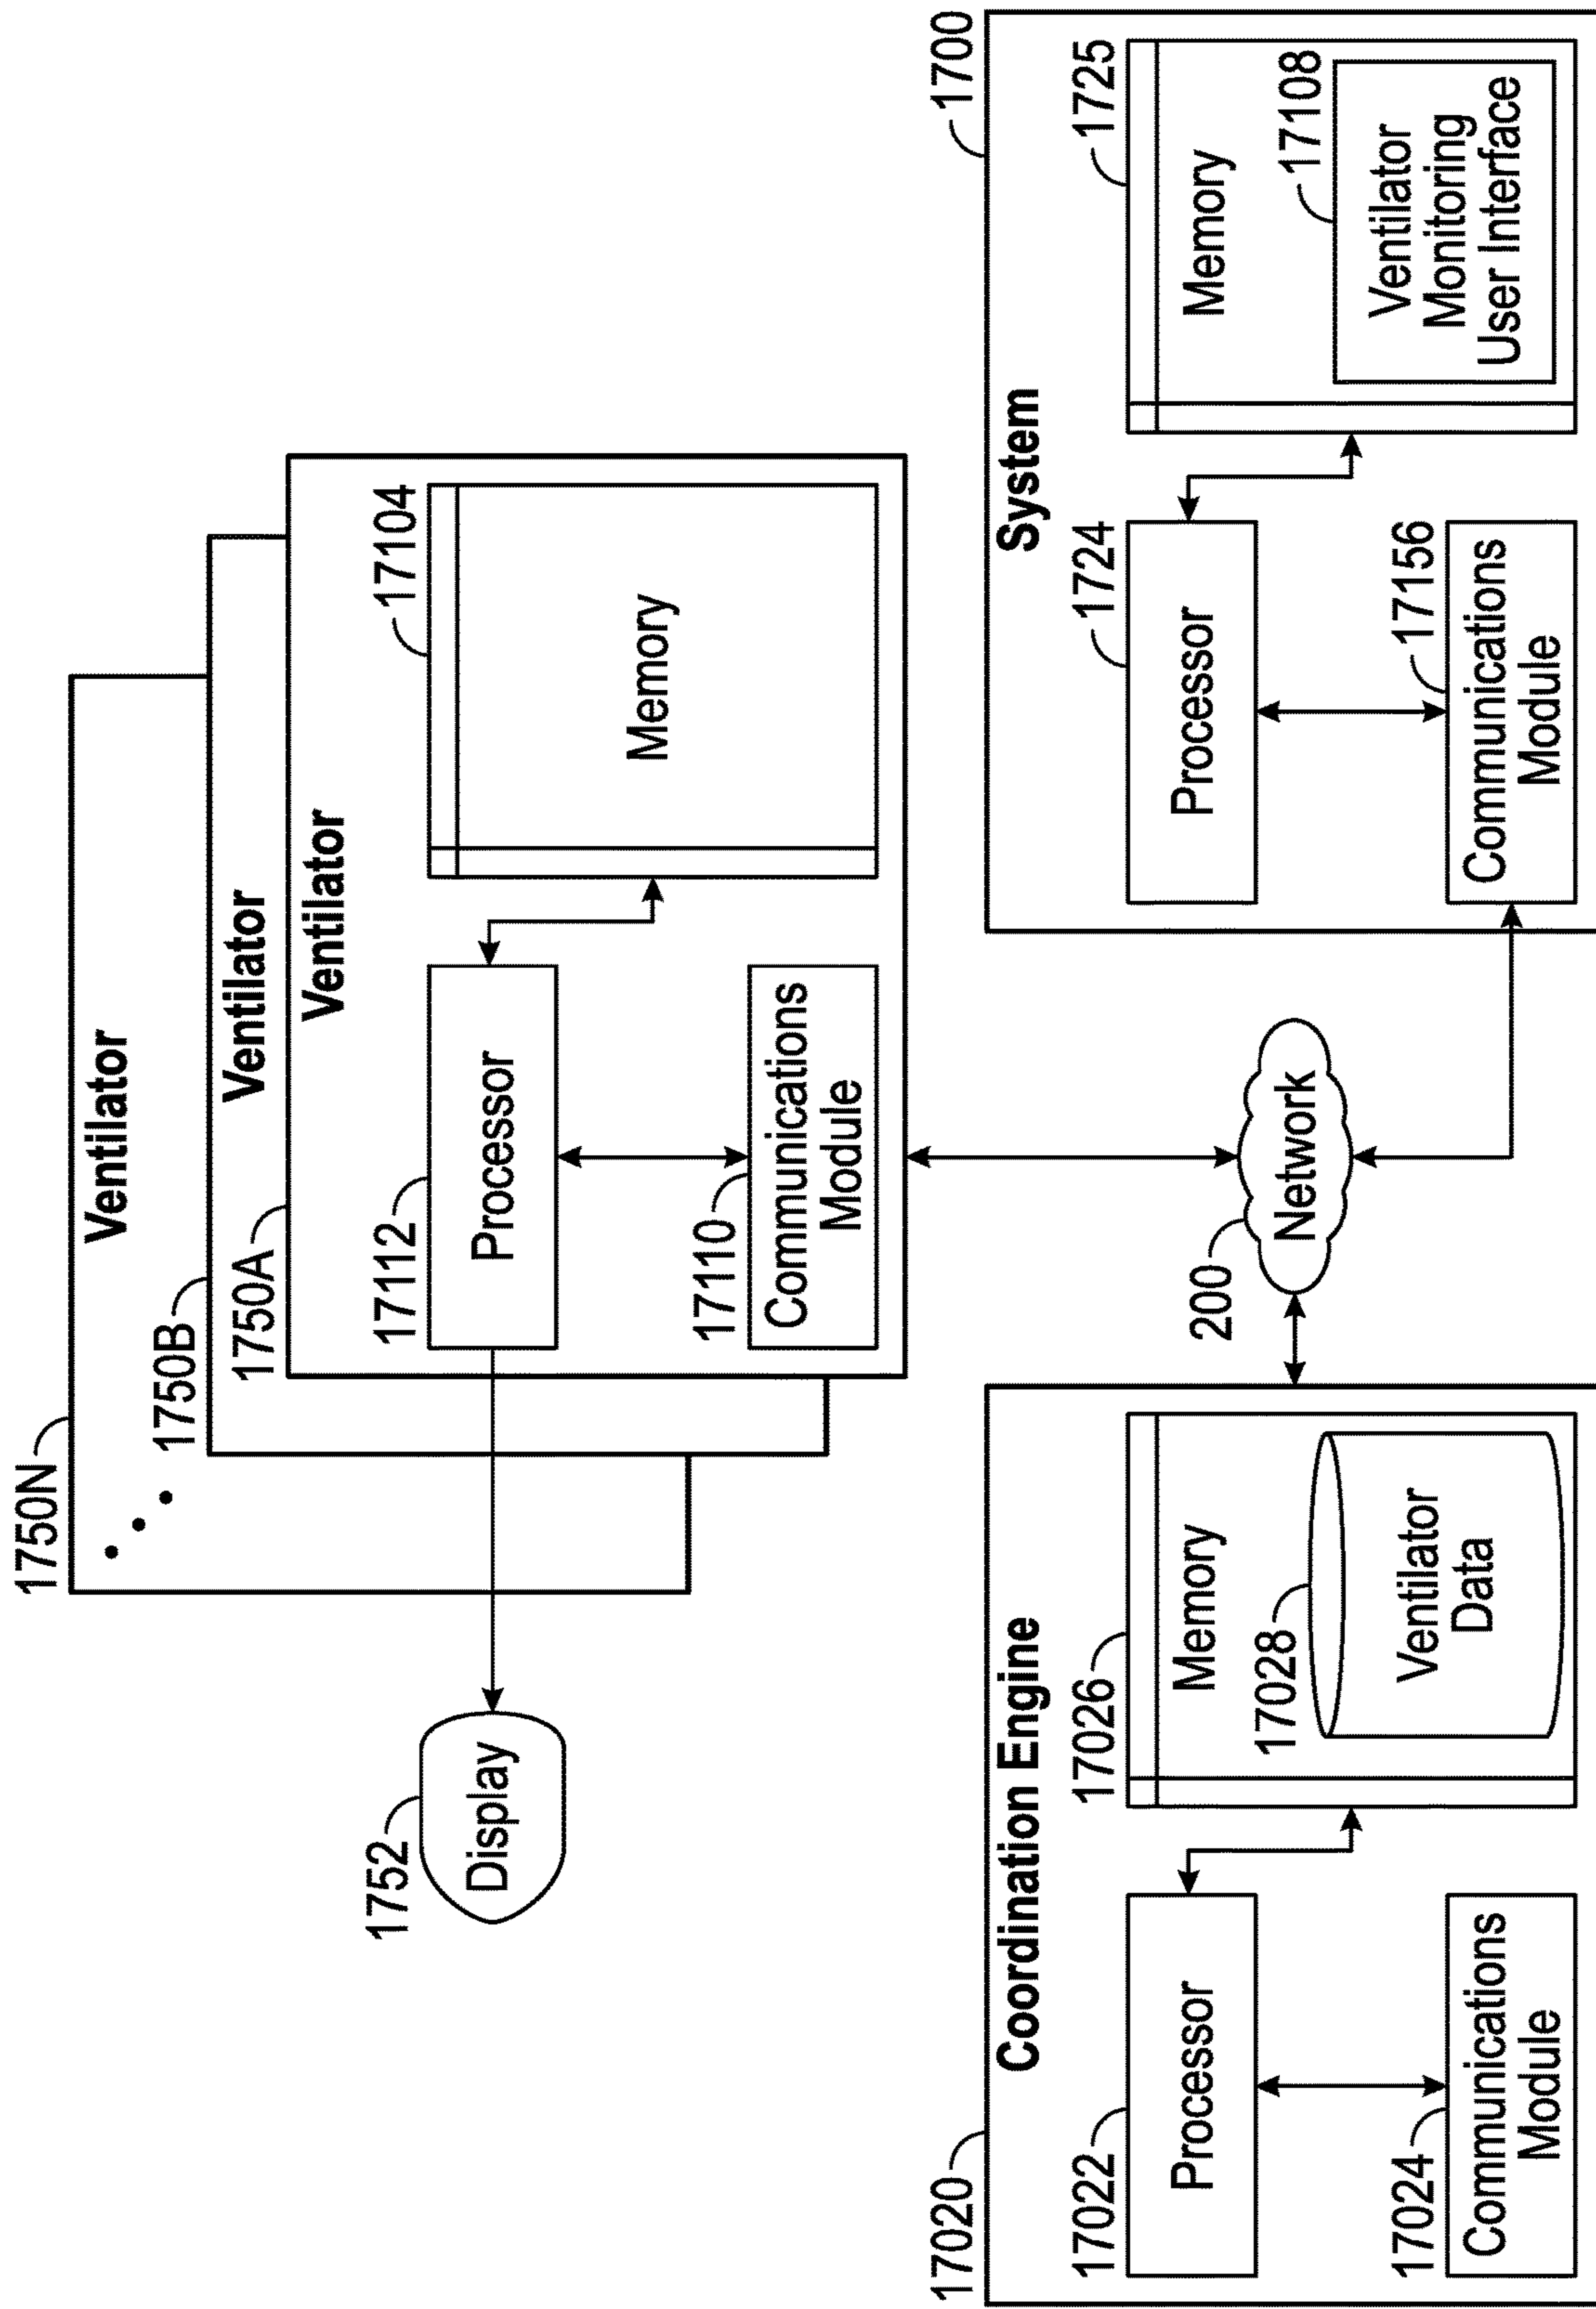 1750N
Ventilator
1750B
Ventilator
1750A
Ventilator
1752
Display
17112
Processor
17104
Memory
17110
Communications
Module
200
Network
17020
Coordination Engine
17022
Processor
17026
Memory
17028
Ventilator
Data
17024
Communications
Module
1700
System
1724
Processor
1725
Memory
17108
Ventilator
Monitoring
User Interface
17156
Communications
Module